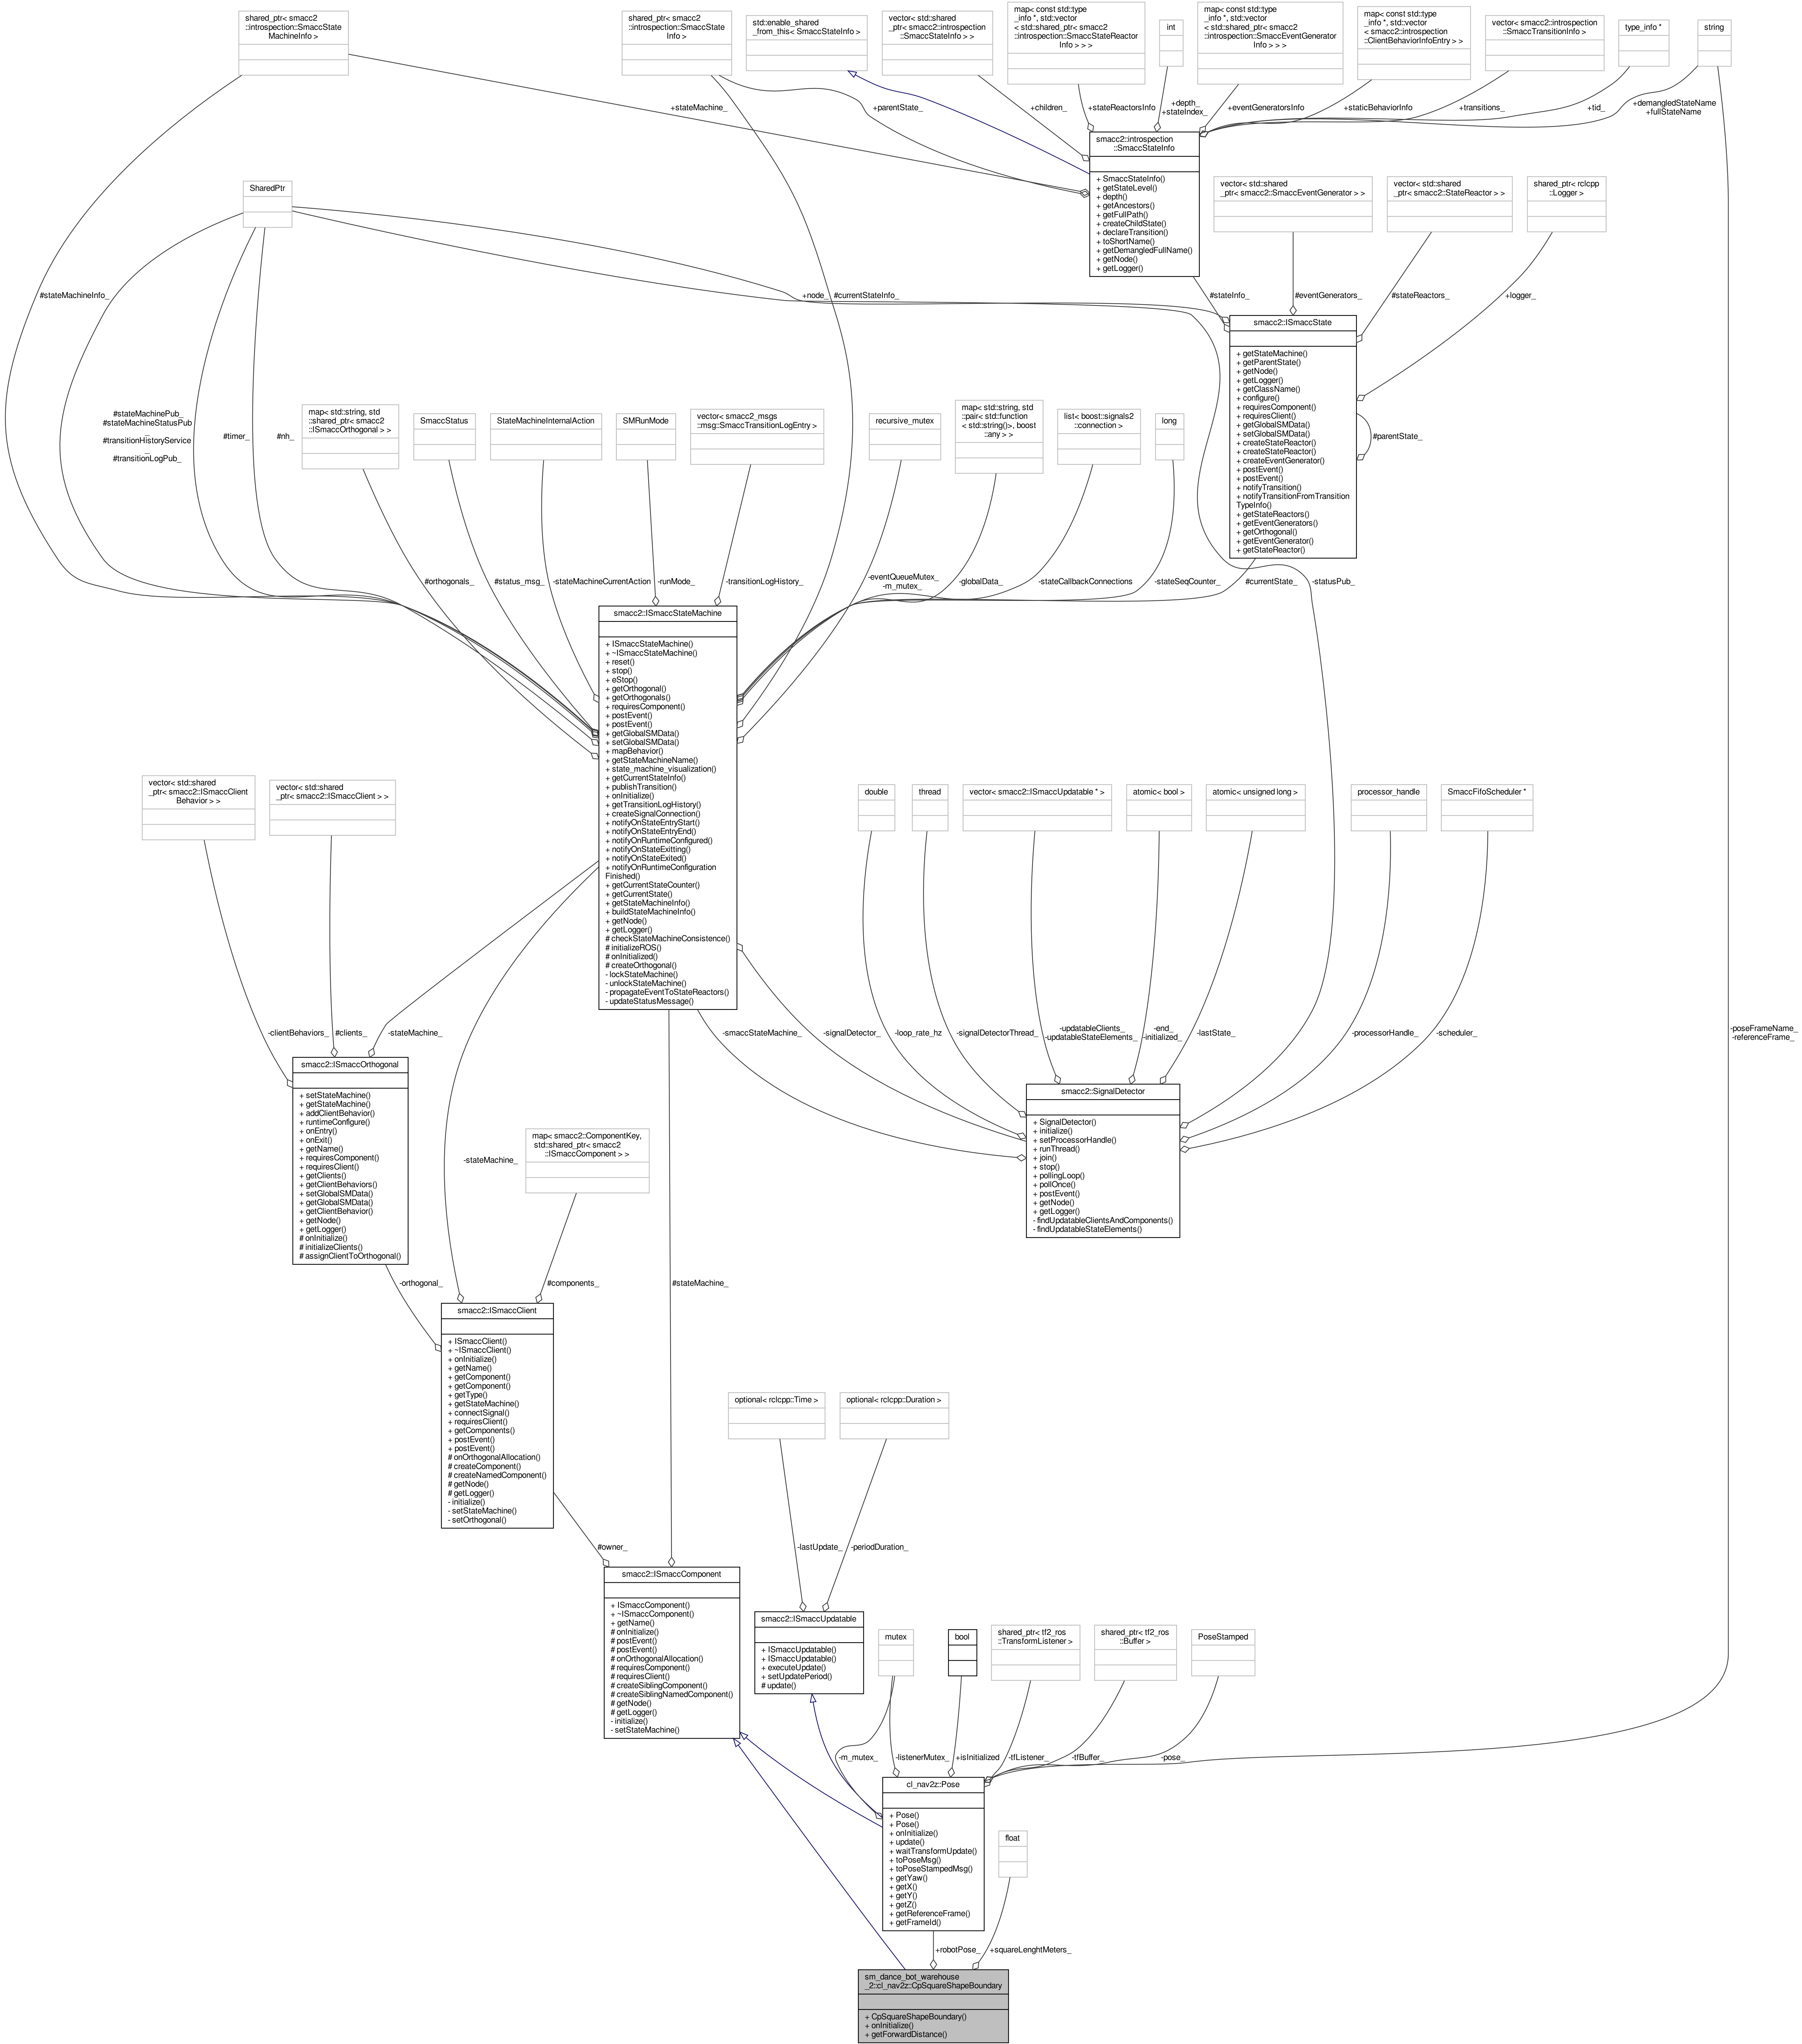 shared_ptr< smacc2
::introspection::SmaccState
MachineInfo >
shared_ptr< smacc2
::introspection::SmaccState
Info >
std::enable_shared
_from_this< SmaccStateInfo >
vector< std::shared
_ptr< smacc2::introspection
::SmaccStateInfo > >
map< const std::type
_info *, std::vector
< std::shared_ptr< smacc2
::introspection::SmaccStateReactor
Info > > >
int
map< const std::type
_info *, std::vector
< std::shared_ptr< smacc2
::introspection::SmaccEventGenerator
Info > > >
map< const std::type
_info *, std::vector
< smacc2::introspection
::ClientBehaviorInfoEntry > >
vector< smacc2::introspection
::SmaccTransitionInfo >
type_info *
string
+stateMachine_
+parentState_
+children_
+stateReactorsInfo
+depth_
+stateIndex_
+eventGeneratorsInfo
+staticBehaviorInfo
+transitions_
+tid_
+demangledStateName
+fullStateName
smacc2::introspection
::SmaccStateInfo
+ SmaccStateInfo()
+ getStateLevel()
+ depth()
+ getAncestors()
+ getFullPath()
+ createChildState()
+ declareTransition()
+ toShortName()
+ getDemangledFullName()
+ getNode()
+ getLogger()
SharedPtr
vector< std::shared
_ptr< smacc2::SmaccEventGenerator > >
vector< std::shared
_ptr< smacc2::StateReactor > >
shared_ptr< rclcpp
::Logger >
#stateMachineInfo_
+node_
#currentStateInfo_
#stateInfo_
#eventGenerators_
#stateReactors_
+logger_
smacc2::ISmaccState
+ getStateMachine()
+ getParentState()
+ getNode()
+ getLogger()
+ getClassName()
+ configure()
+ requiresComponent()
+ requiresClient()
+ getGlobalSMData()
+ setGlobalSMData()
+ createStateReactor()
+ createStateReactor()
+ createEventGenerator()
+ postEvent()
+ postEvent()
+ notifyTransition()
+ notifyTransitionFromTransition
TypeInfo()
+ getStateReactors()
+ getEventGenerators()
+ getOrthogonal()
+ getEventGenerator()
+ getStateReactor()
#parentState_
#stateMachinePub_
#stateMachineStatusPub
_
#transitionHistoryService
_
#transitionLogPub_
#timer_
#nh_
map< std::string, std
::shared_ptr< smacc2
::ISmaccOrthogonal > >
SmaccStatus
StateMachineInternalAction
SMRunMode
vector< smacc2_msgs
::msg::SmaccTransitionLogEntry >
recursive_mutex
map< std::string, std
::pair< std::function
< std::string()>, boost
::any > >
list< boost::signals2
::connection >
long
#orthogonals_
#status_msg_
-stateMachineCurrentAction
-runMode_
-transitionLogHistory_
-eventQueueMutex_
-m_mutex_
-globalData_
-stateCallbackConnections
-stateSeqCounter_
#currentState_
-statusPub_
smacc2::ISmaccStateMachine
+ ISmaccStateMachine()
+ ~ISmaccStateMachine()
+ reset()
+ stop()
+ eStop()
+ getOrthogonal()
+ getOrthogonals()
+ requiresComponent()
+ postEvent()
+ postEvent()
+ getGlobalSMData()
+ setGlobalSMData()
+ mapBehavior()
+ getStateMachineName()
+ state_machine_visualization()
+ getCurrentStateInfo()
+ publishTransition()
+ onInitialize()
+ getTransitionLogHistory()
+ createSignalConnection()
+ notifyOnStateEntryStart()
+ notifyOnStateEntryEnd()
+ notifyOnRuntimeConfigured()
+ notifyOnStateExitting()
+ notifyOnStateExited()
+ notifyOnRuntimeConfiguration
Finished()
+ getCurrentStateCounter()
+ getCurrentState()
+ getStateMachineInfo()
+ buildStateMachineInfo()
+ getNode()
+ getLogger()
# checkStateMachineConsistence()
# initializeROS()
# onInitialized()
# createOrthogonal()
- lockStateMachine()
- unlockStateMachine()
- propagateEventToStateReactors()
- updateStatusMessage()
vector< std::shared
_ptr< smacc2::ISmaccClient
Behavior > >
vector< std::shared
_ptr< smacc2::ISmaccClient > >
double
thread
vector< smacc2::ISmaccUpdatable * >
atomic< bool >
atomic< unsigned long >
processor_handle
SmaccFifoScheduler *
-clientBehaviors_
#clients_
-stateMachine_
-smaccStateMachine_
-signalDetector_
-loop_rate_hz
-signalDetectorThread_
-updatableClients_
-updatableStateElements_
-end_
-initialized_
-lastState_
-processorHandle_
-scheduler_
-poseFrameName_
-referenceFrame_
smacc2::ISmaccOrthogonal
+ setStateMachine()
+ getStateMachine()
+ addClientBehavior()
+ runtimeConfigure()
+ onEntry()
+ onExit()
+ getName()
+ requiresComponent()
+ requiresClient()
+ getClients()
+ getClientBehaviors()
+ setGlobalSMData()
+ getGlobalSMData()
+ getClientBehavior()
+ getNode()
+ getLogger()
# onInitialize()
# initializeClients()
# assignClientToOrthogonal()
smacc2::SignalDetector
+ SignalDetector()
+ initialize()
+ setProcessorHandle()
+ runThread()
+ join()
+ stop()
+ pollingLoop()
+ pollOnce()
+ postEvent()
+ getNode()
+ getLogger()
- findUpdatableClientsAndComponents()
- findUpdatableStateElements()
-stateMachine_
map< smacc2::ComponentKey,
std::shared_ptr< smacc2
::ISmaccComponent > >
-orthogonal_
#components_
#stateMachine_
smacc2::ISmaccClient
+ ISmaccClient()
+ ~ISmaccClient()
+ onInitialize()
+ getName()
+ getComponent()
+ getComponent()
+ getType()
+ getStateMachine()
+ connectSignal()
+ requiresClient()
+ getComponents()
+ postEvent()
+ postEvent()
# onOrthogonalAllocation()
# createComponent()
# createNamedComponent()
# getNode()
# getLogger()
- initialize()
- setStateMachine()
- setOrthogonal()
optional< rclcpp::Time >
optional< rclcpp::Duration >
#owner_
-lastUpdate_
-periodDuration_
smacc2::ISmaccComponent
+ ISmaccComponent()
+ ~ISmaccComponent()
+ getName()
# onInitialize()
# postEvent()
# postEvent()
# onOrthogonalAllocation()
# requiresComponent()
# requiresClient()
# createSiblingComponent()
# createSiblingNamedComponent()
# getNode()
# getLogger()
- initialize()
- setStateMachine()
smacc2::ISmaccUpdatable
+ ISmaccUpdatable()
+ ISmaccUpdatable()
+ executeUpdate()
+ setUpdatePeriod()
# update()
mutex
bool
shared_ptr< tf2_ros
::TransformListener >
shared_ptr< tf2_ros
::Buffer >
PoseStamped
-m_mutex_
-listenerMutex_
+isInitialized
-tfListener_
-tfBuffer_
-pose_
cl_nav2z::Pose
+ Pose()
+ Pose()
+ onInitialize()
+ update()
+ waitTransformUpdate()
+ toPoseMsg()
+ toPoseStampedMsg()
+ getYaw()
+ getX()
+ getY()
+ getZ()
+ getReferenceFrame()
+ getFrameId()
float
+robotPose_
+squareLenghtMeters_
sm_dance_bot_warehouse
_2::cl_nav2z::CpSquareShapeBoundary
+ CpSquareShapeBoundary()
+ onInitialize()
+ getForwardDistance()